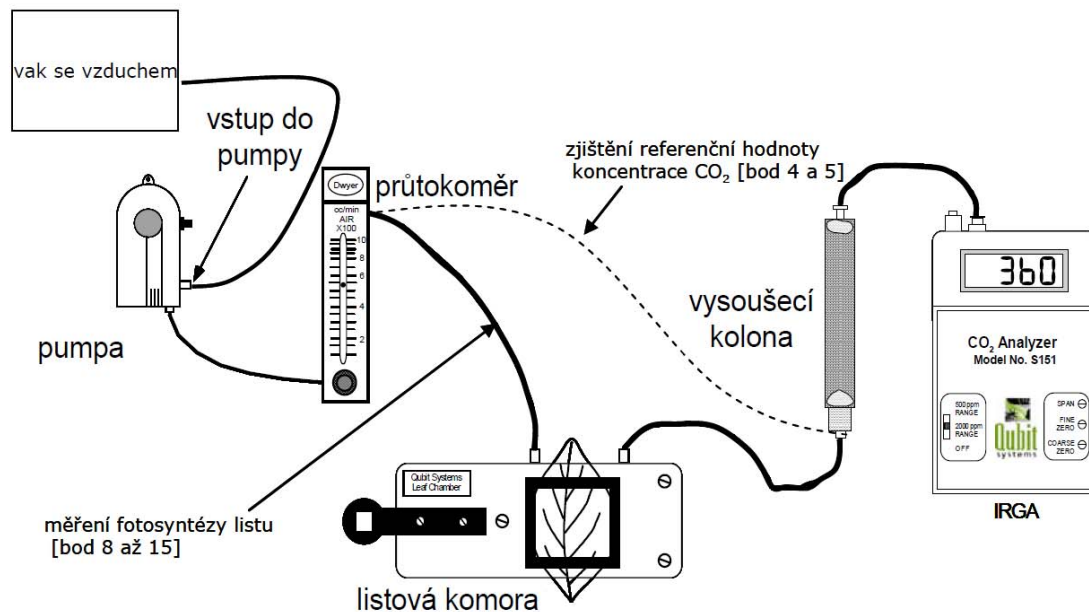 vak se vzduchem
vstup do
pumpy
pumpa
Dwyer
cc/min
AIR
X100
10
8
6
4
2
průtokoměr
zjištění referenční hodnoty
koncentrace CO₂ [bod 4 a 5]
vysoušecí
kolona
360
CO₂ Analyzer
Model No. S151
500 ppm
RANGE
2000 ppm
RANGE
OFF
Qubit
systems
SPAN
FINE
ZERO
COARSE
ZERO
IRGA
měření fotosyntézy listu
[bod 8 až 15]
Qubit Systems
Leaf Chamber
listová komora